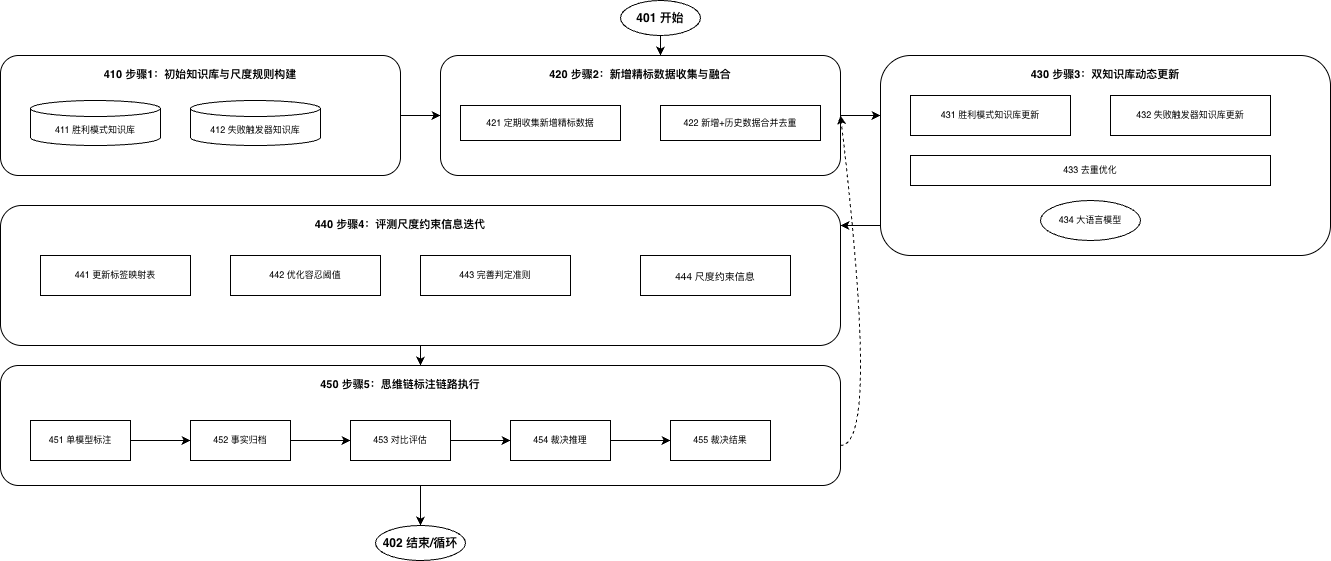 401 开始
410 步骤1：初始知识库与尺度规则构建
411 胜利模式知识库
412 失败触发器知识库
420 步骤2：新增精标数据收集与融合
421 定期收集新增精标数据
422 新增+历史数据合并去重
430 步骤3：双知识库动态更新
431 胜利模式知识库更新
432 失败触发器知识库更新
433 去重优化
434 大语言模型
440 步骤4：评测尺度约束信息迭代
441 更新标签映射表
442 优化容忍阈值
443 完善判定准则
444 尺度约束信息
450 步骤5：思维链标注链路执行
451 单模型标注
452 事实归档
453 对比评估
454 裁决推理
455 裁决结果
402 结束/循环